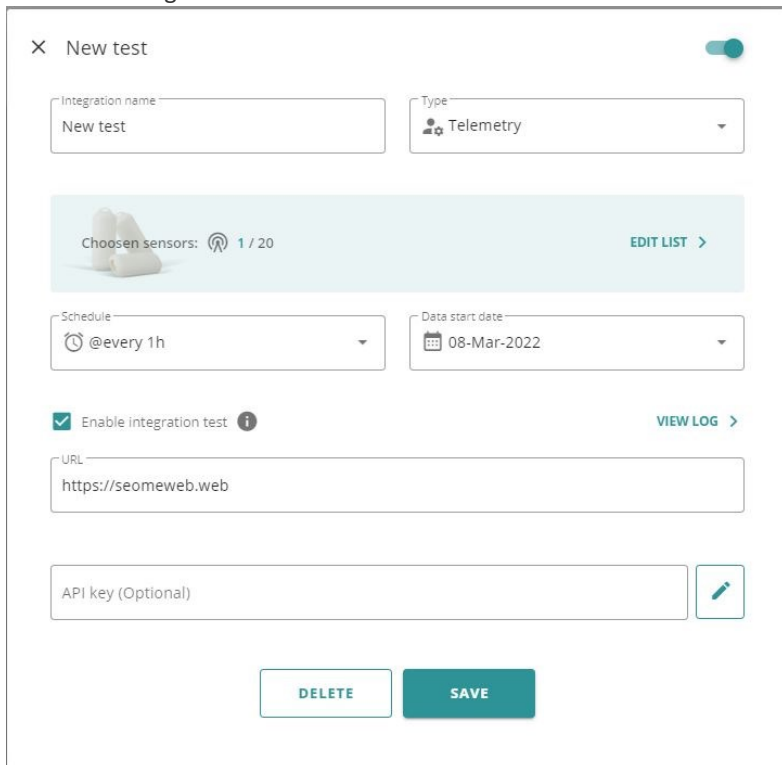 New test
Integration name
Type
New test
Telemetry
Choosen sensors: 1 / 20
EDIT LIST
Schedule
Data start date
@every 1h
08-Mar-2022
Enable integration test
VIEW LOG
URL
https://seomeweb.web
API key (Optional)
DELETE
SAVE